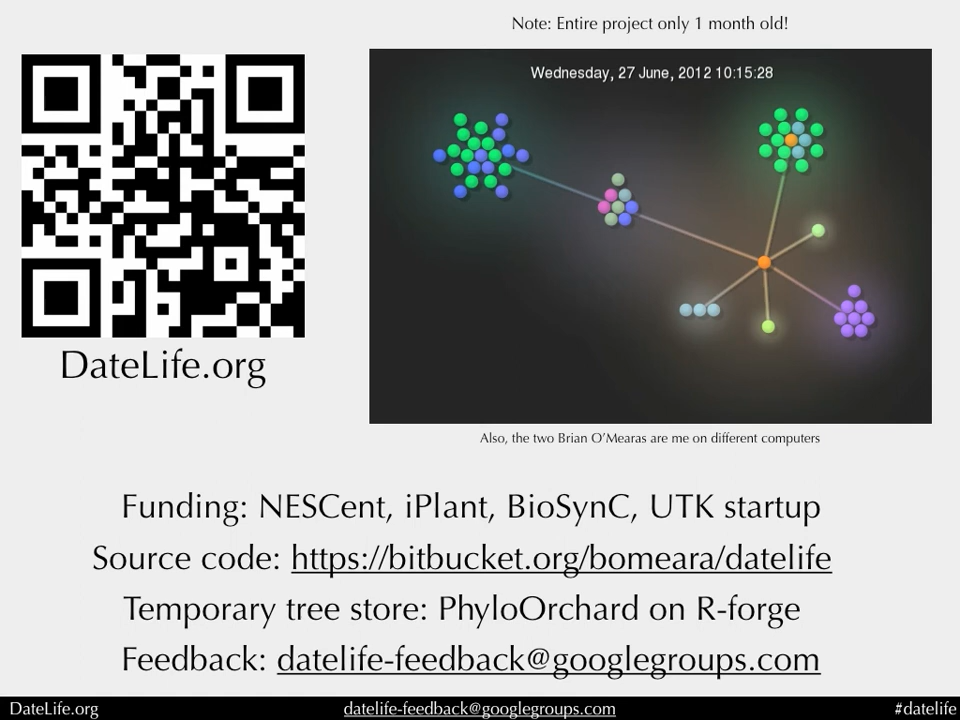 Note: Entire project only 1 month old!
Wednesday, 27 June, 2012 10:15:28
DateLife.org
Also, the two Brian O’Mearas are me on different computers
Funding: NESCent, iPlant, BioSynC, UTK startup
Source code: https://bitbucket.org/bomeara/datelife
Temporary tree store: PhyloOrchard on R-forge
Feedback: datelife-feedback@googlegroups.com
DateLife.org datelife-feedback@googlegroups.com #datelife